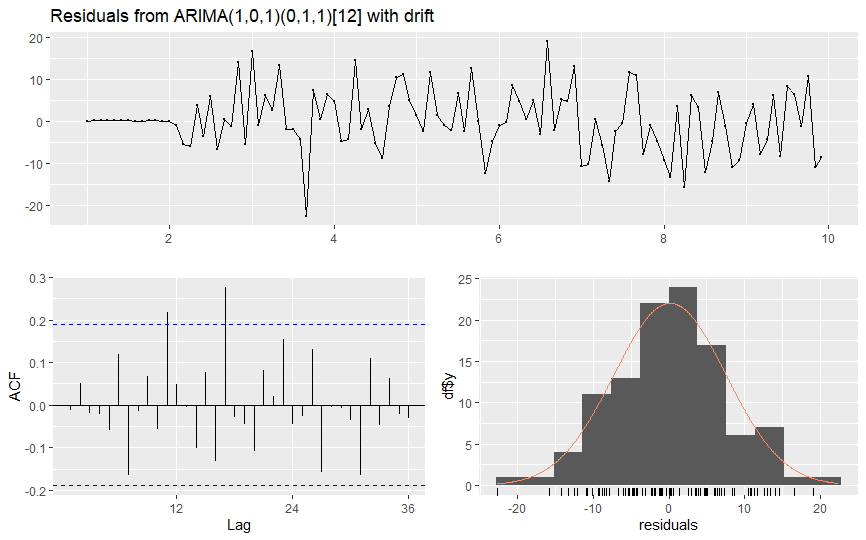 Residuals from ARIMA(1,0,1)(0,1,1)[12] with drift
20
10
0
-10
-20
2 4 6 8 10
ACF
0.3
0.2
0.1
0.0
-0.1
-0.2
12 24 36
Lag
df$y
25
20
15
10
5
0
-20 -10 0 10 20
residuals